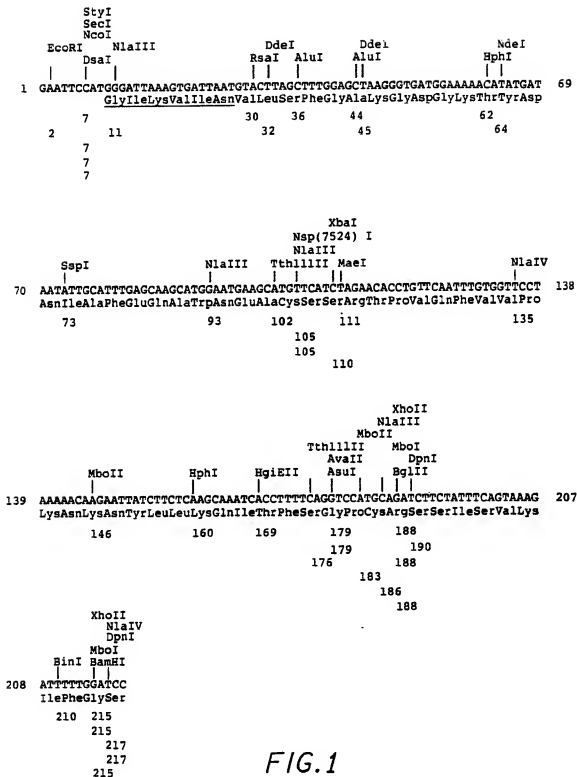 StyI
SecI
NcoI
DdeI
DdeI
NdeI
EcoRI
NlaIII
DsaI
RsaI
AluI
AluI
HphI
1 GAATTCCATGGGATTAAAGTGATTAATGTACTTAGCTTTGGAGCTAAGGGTGATGGAAAAACATATGAT 69
GlyIleLysValIleAsnValLeuSerPheGlyAlaLysGlyAspGlyLysThrTyrAsp
7 30 36 44 62
2 11 32 45 64
7
7
7
XbaI
Nsp(7524) I
NlaIII
SspI NlaIII Tth111II MaeI NlaIV
70 AATATTGCATTTGAGCAAGCATGGAATGAAGCATGTTCATCTAGAACACCTGTTCAATTTGTGGTTCCT 138
AsnIleAlaPheGluGlnAlaTrpAsnGluAlaCysSerSerArgThrProValGlnPheValValPro
73 93 102 111 135
105
105
110
XhoII
NlaIII
MboII
Tth111II MboI
AvaII DpnI
MboII HphI HgiEII AsuI BglII
139 AAAAACAAGAATTATCTTCTCAAGCAAATCACCTTTTCAGGTCCATGCAGATCTTCTATTTCAGTAAAG 207
LysAsnLysAsnTyrLeuLeuLysGlnIleThrPheSerGlyProCysArgSerSerIleSerValLys
146 160 169 179 188
179 190
176 188
183
186
188
XhoII
NlaIV
DpnI
MboI
BinI BamHI
208 ATTTTTGGATCC
IlePheGlySer
210 215
215
217
217
215
FIG.1